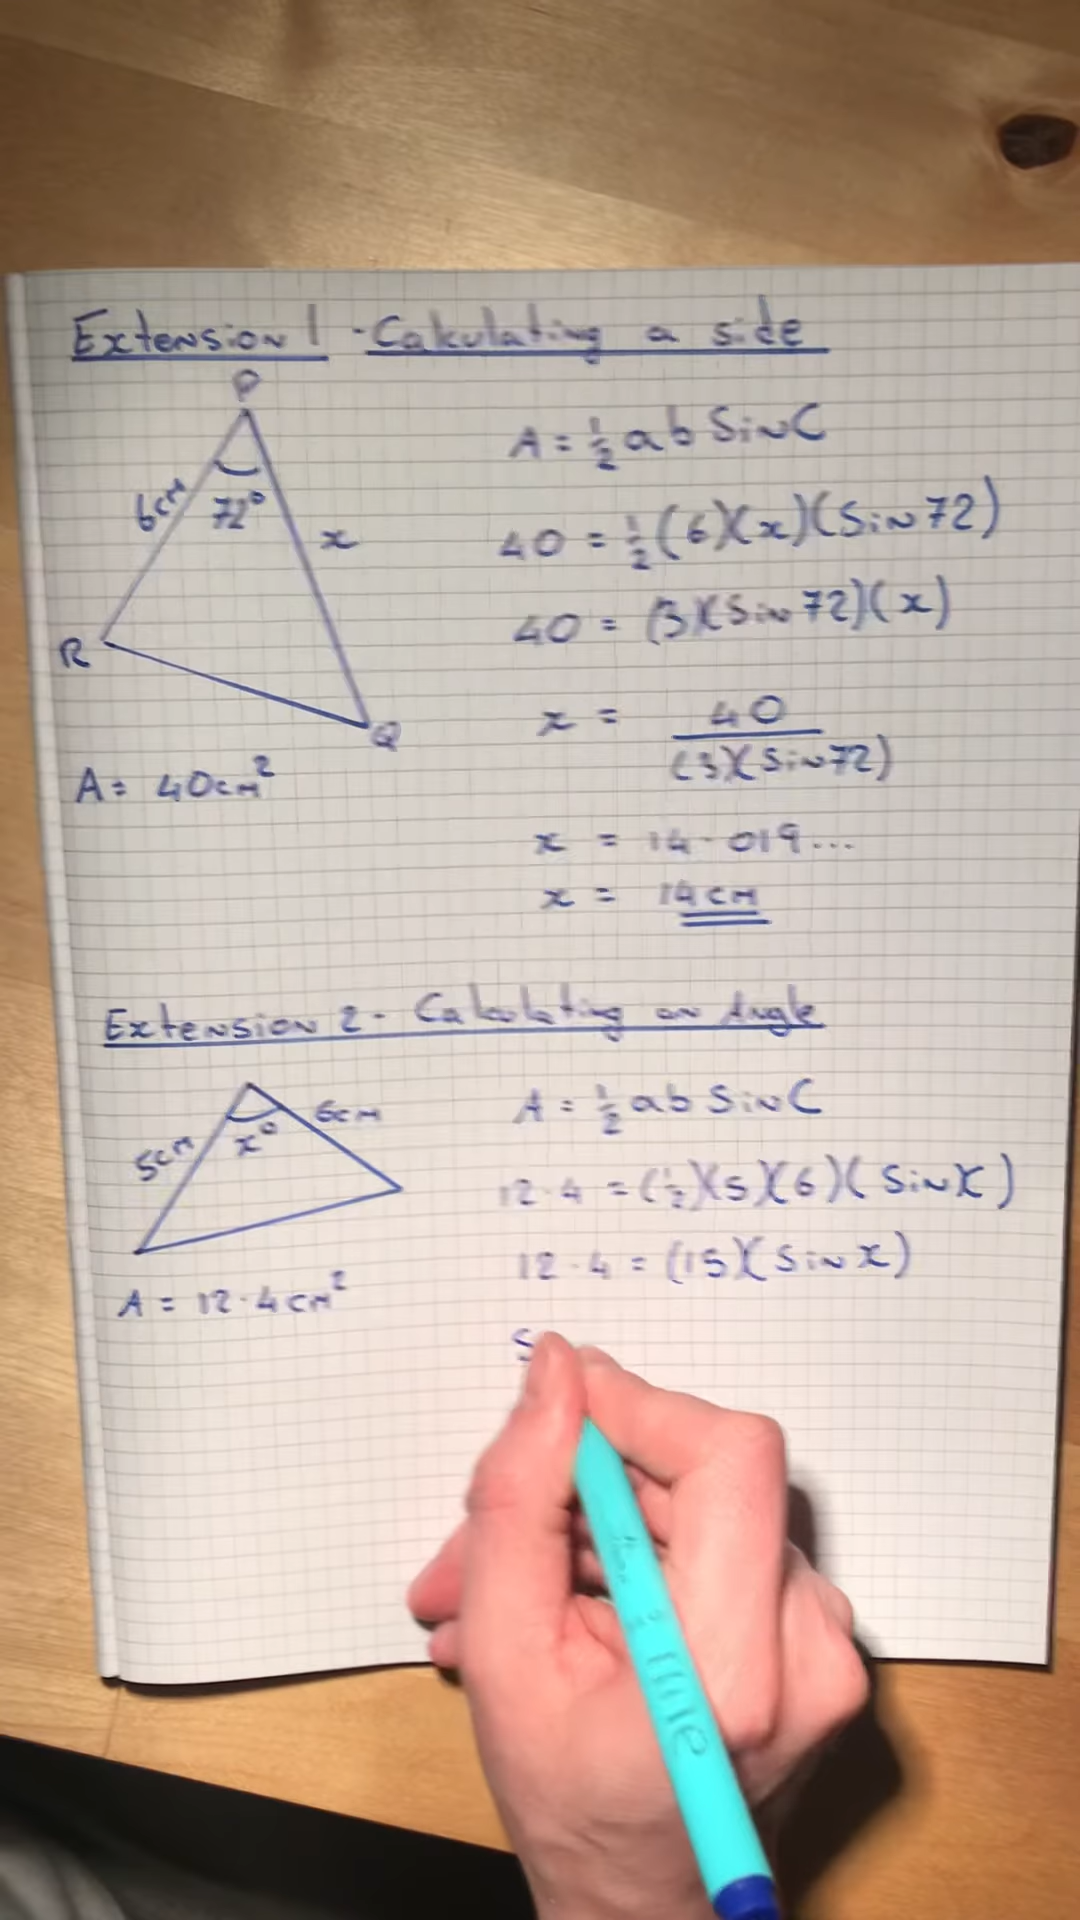 Extension 1 - Calculating a side
P
6cm
72°
x
R
Q
A = 40cm²
A = ½ab SinC
40 = ½(6)(x)(Sin72)
40 = (3)(Sin72)(x)
x = 40
(3)(Sin72)
x = 14.019...
x = 14cm
Extension 2 - Calculating an Angle
5cm
x°
6cm
A = 12.4cm²
A = ½ab SinC
12.4 = (½)(5)(6)(SinX)
12.4 = (15)(Sinx)
S